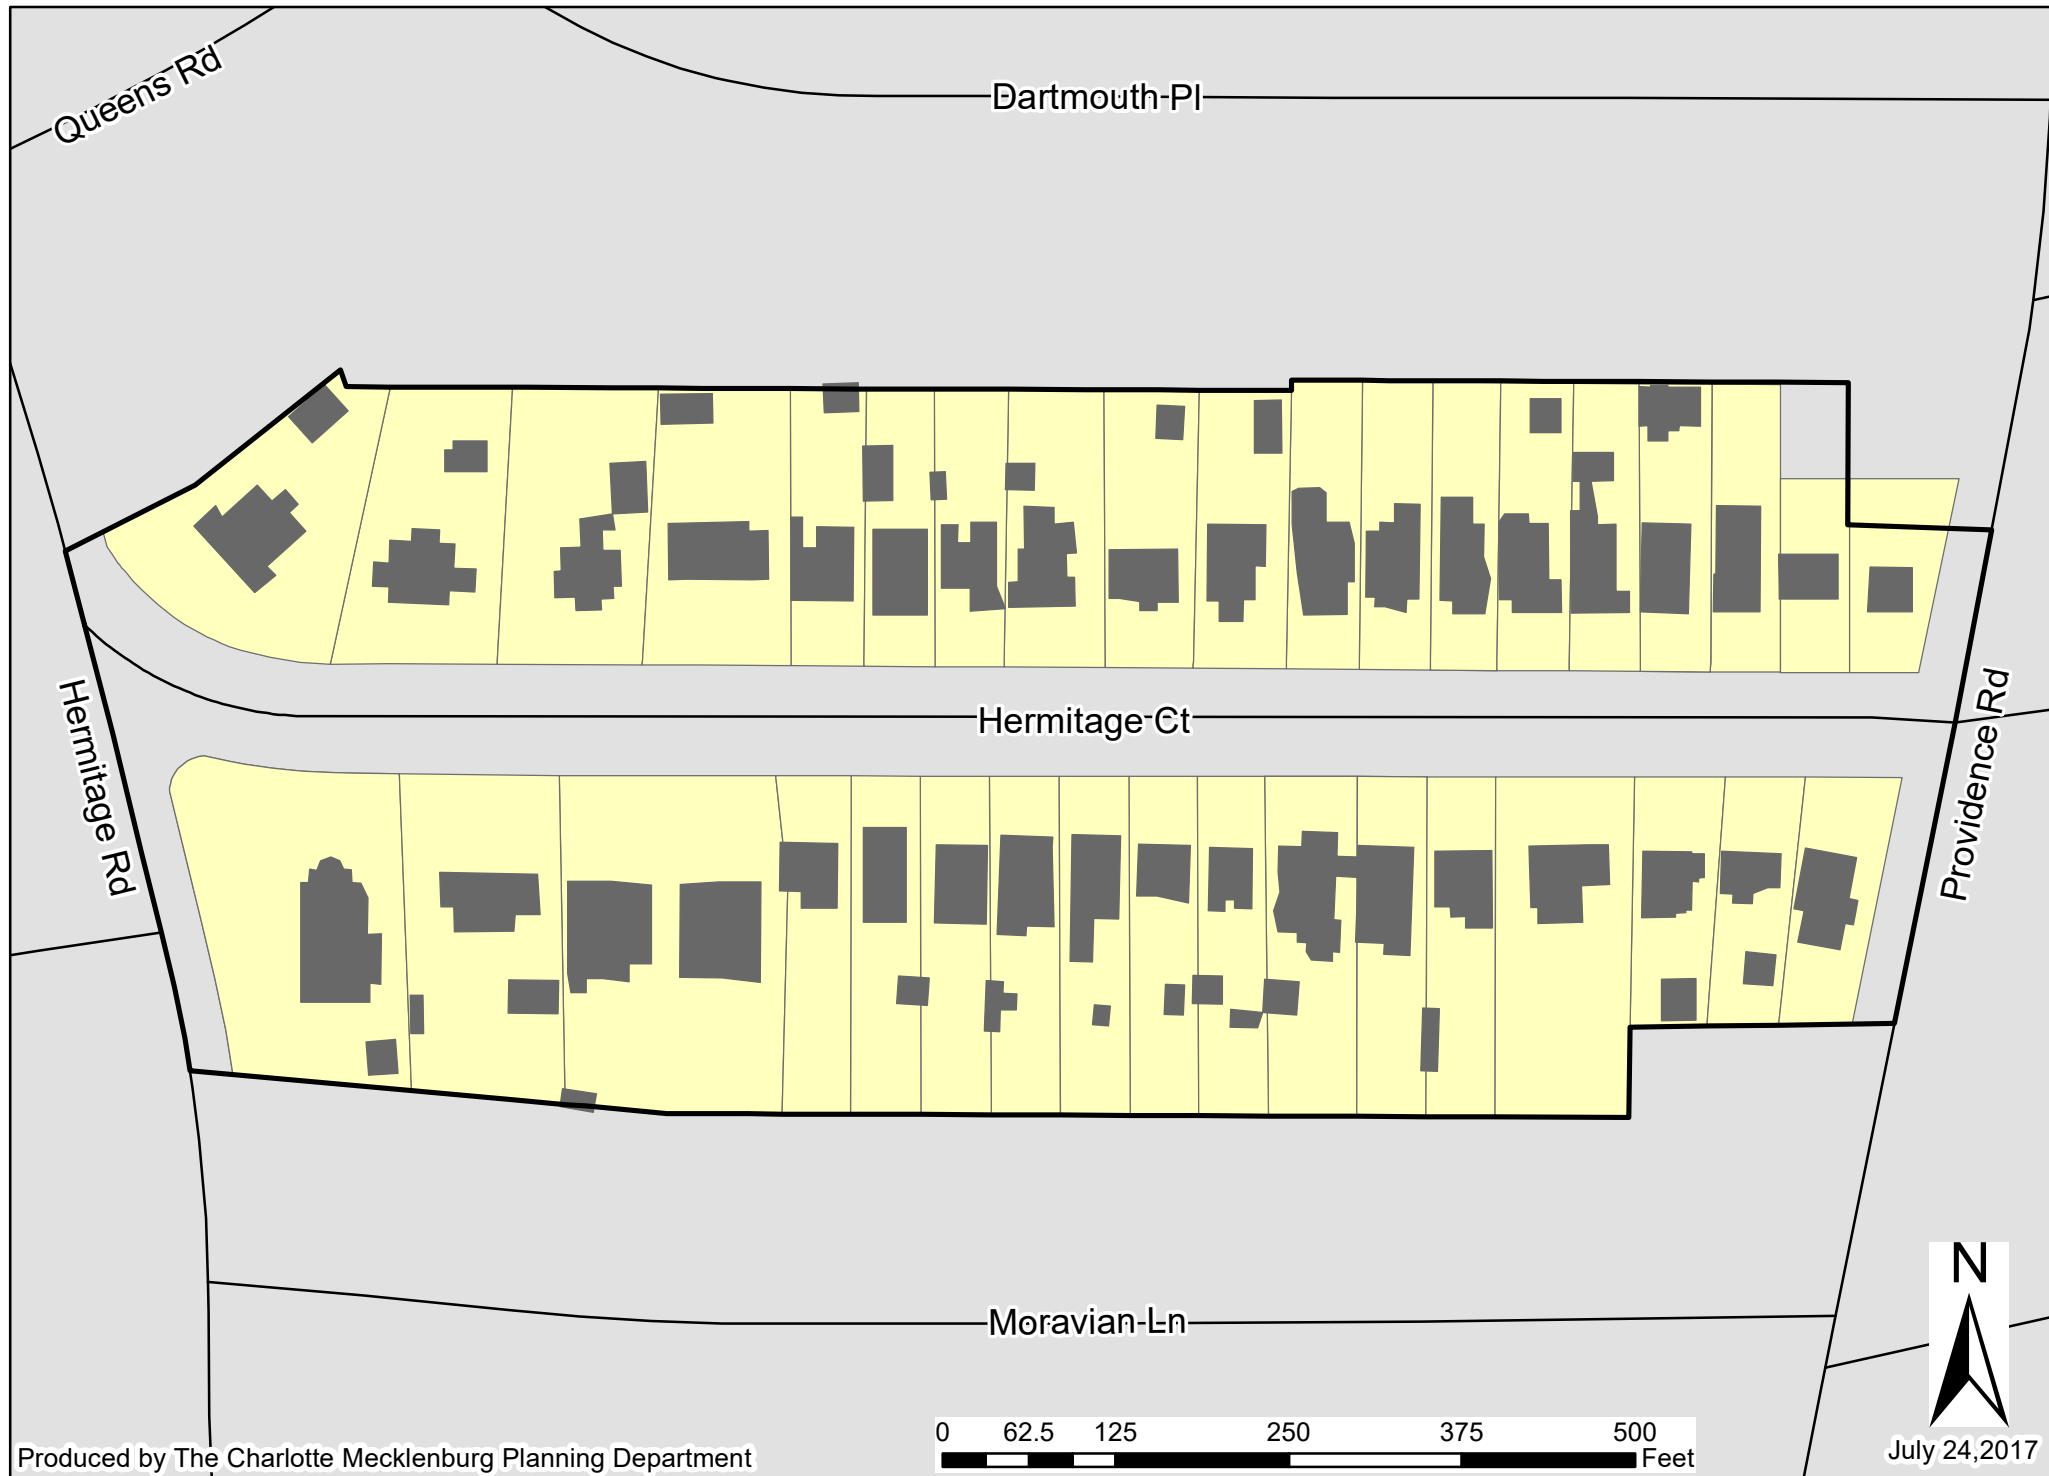 Queens Rd
Dartmouth Pl
Hermitage Rd
Hermitage Ct
Providence Rd
Moravian Ln
N
0 62.5 125 250 375 500
Feet
Produced by The Charlotte Mecklenburg Planning Department
July 24,2017